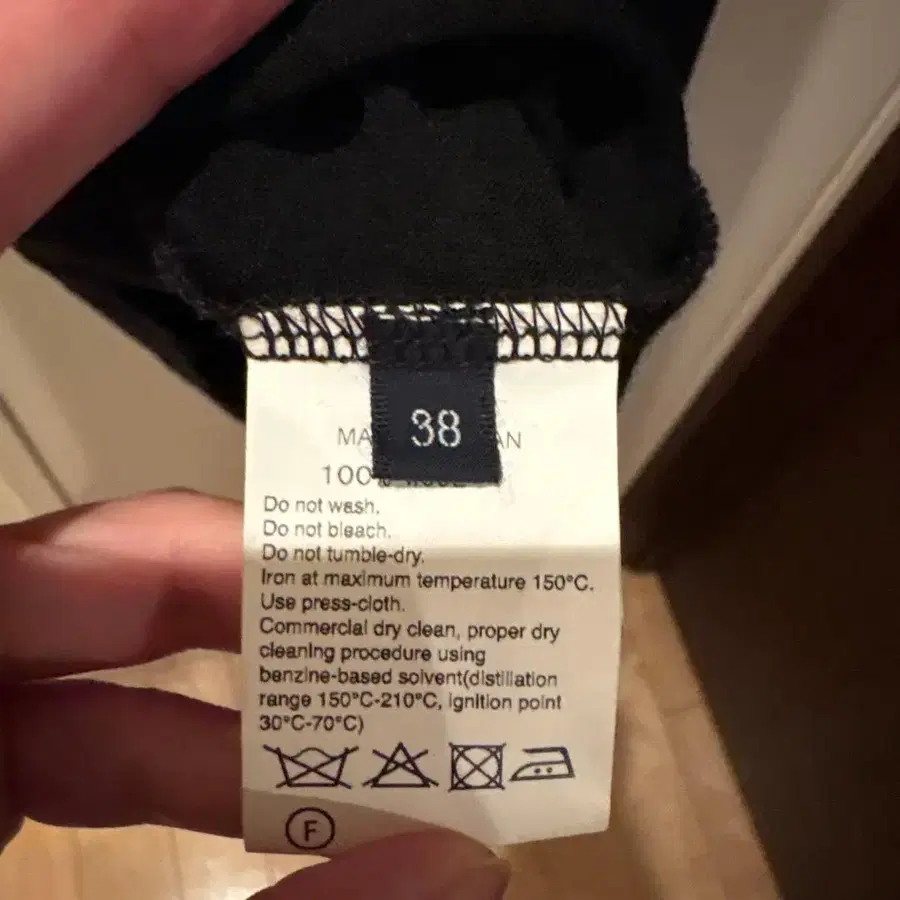 38
MA AN
100%
Do not wash.
Do not bleach.
Do not tumble-dry.
Iron at maximum temperature 150°C.
Use press-cloth.
Commercial dry clean, proper dry
cleaning procedure using
benzine-based solvent(distillation
range 150°C-210°C, ignition point
30°C-70°C)
F